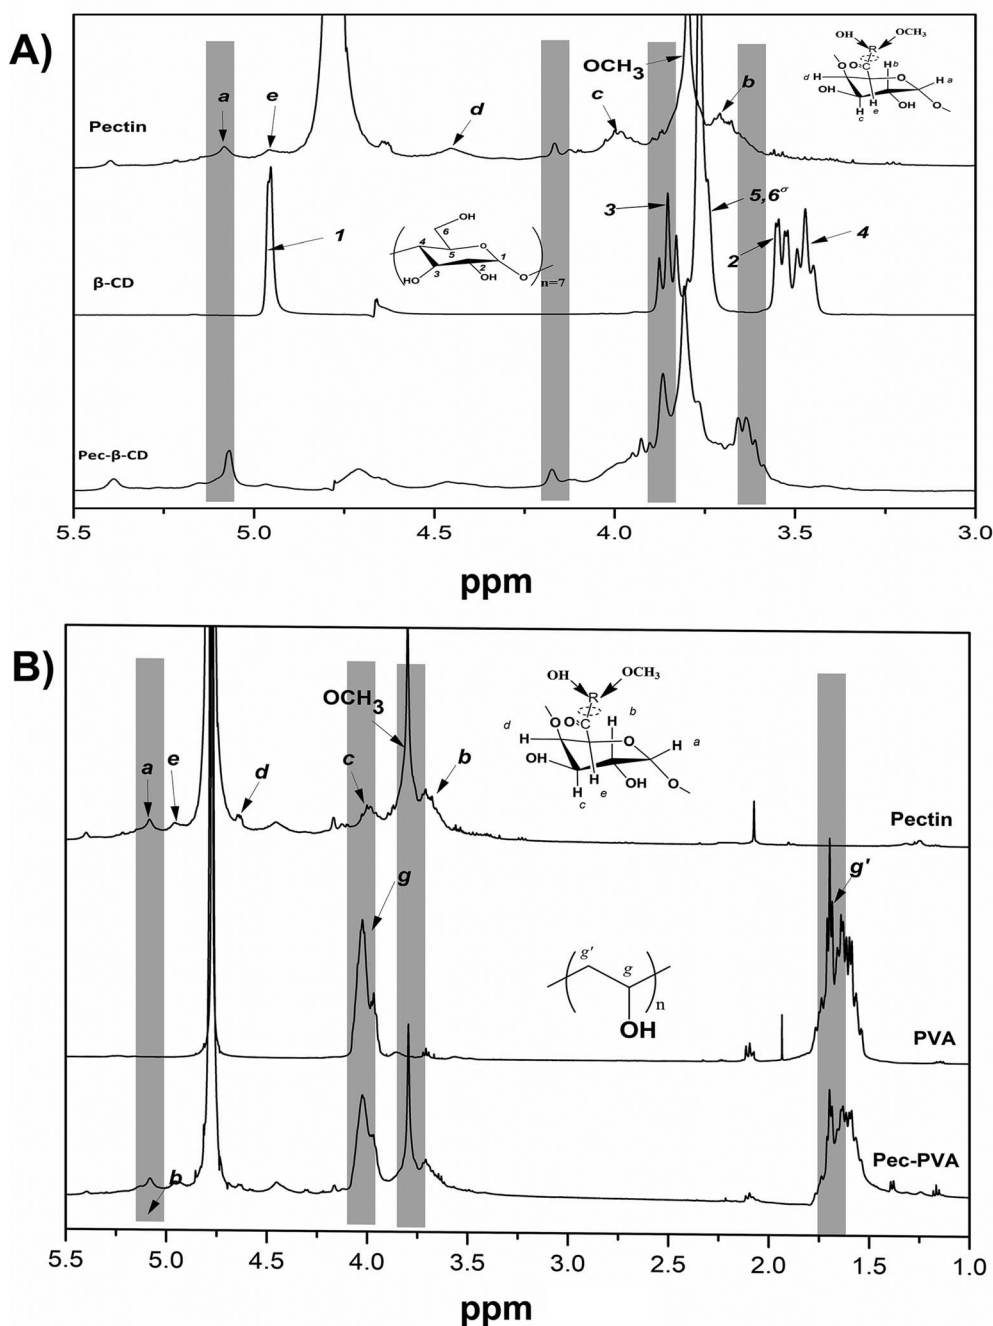 A)
Pectin
a
e
d
c
OCH3
b
OH
R
OCH3
O
C
H b
d H
O
O
H a
HO
H
H
OH
O
c
e
β-CD
1
6
OH
4
5
O
1
HO
3
2
OH
O
n=7
3
5,6σ
2
4
Pec-β-CD
5.5 5.0 4.5 4.0 3.5 3.0
ppm
B)
OCH3
a
e
d
c
b
OH
R
OCH3
O
C
b
H
d H
O
O
H a
HO
H
H
OH
O
c
e
Pectin
g
g'
g'
g
n
OH
PVA
b
Pec-PVA
5.5 5.0 4.5 4.0 3.5 3.0 2.5 2.0 1.5 1.0
ppm